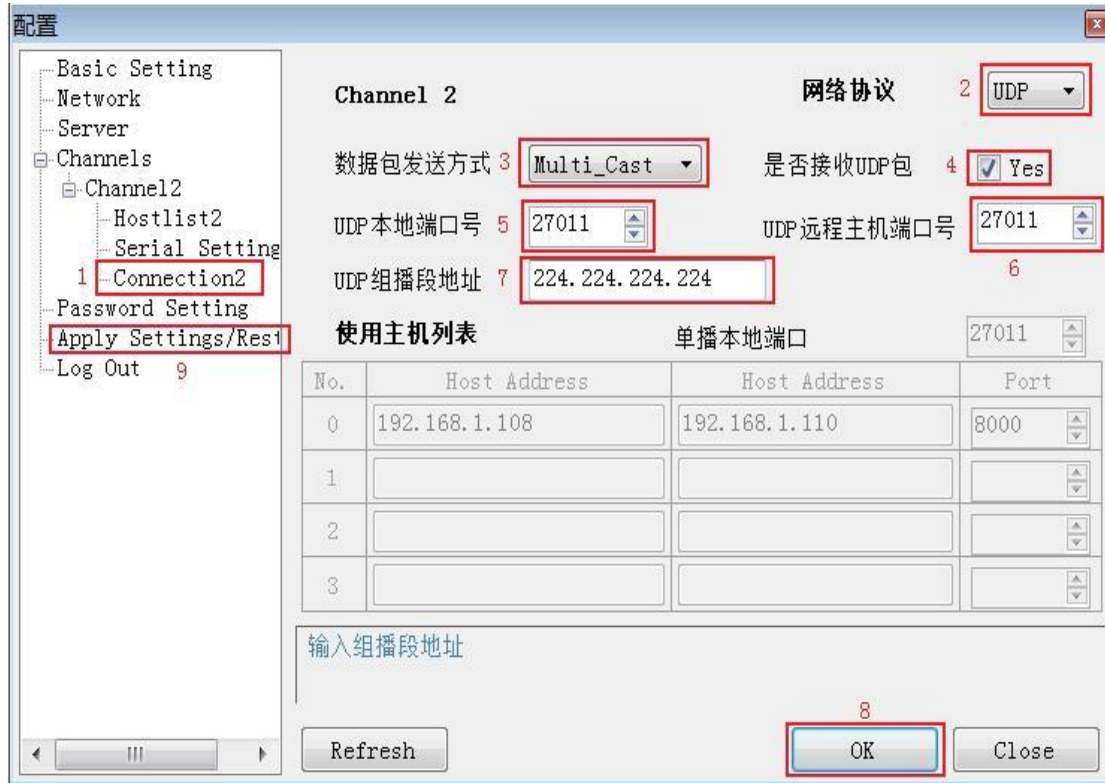 配置
Basic Setting
Network
Server
Channels
Channel2
Hostlist2
Serial Setting
1 Connection2
Password Setting
Apply Settings/Rest
Log Out 9
Channel 2 网络协议 2 UDP
数据包发送方式 3 Multi_Cast 是否接收UDP包 4 Yes
UDP本地端口号 5 27011 UDP远程主机端口号 27011
6
UDP组播段地址 7 224.224.224.224
使用主机列表 单播本地端口 27011
No. Host Address Host Address Port
0 192.168.1.108 192.168.1.110 8000
1
2
3
输入组播段地址
8
Refresh OK Close